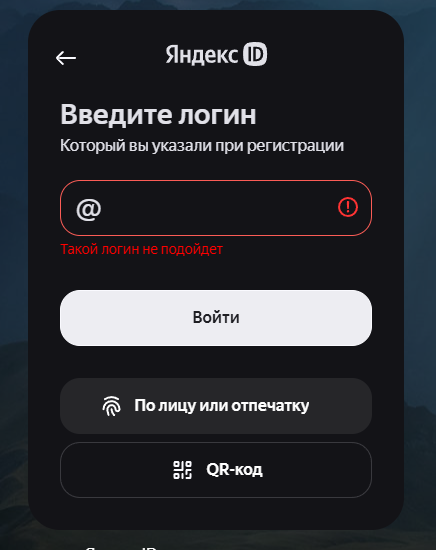 Яндекс ID
Введите логин
Который вы указали при регистрации
@
Такой логин не подойдет
Войти
По лицу или отпечатку
QR-код